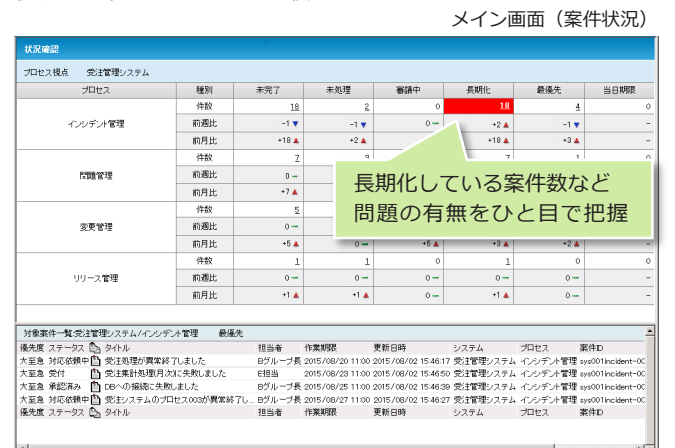 メイン画面（案件状況）
状況確認
プロセス視点 受注管理システム
プロセス 種別 未完了 未処理 審議中 長期化 最優先 当日期限
インシデント管理 件数 18 2 0 18 4 0
前週比 -1▼ -1▼ 0━ +2▲ -1▼ -
前月比 +18▲ +2▲ +18▲ +3▲ -
問題管理 件数 7 1 0
前週比 0━
前月比 +7▲
長期化している案件数など
問題の有無をひと目で把握
変更管理 件数 5
前週比 0━
前月比 +5▲ 0━ +5▲ +3▲ +2▲ -
リリース管理 件数 1 1 0 1 0 0
前週比 0━ 0━ 0━ 0━ 0━ -
前月比 +1▲ +1▲ 0━ +1▲ 0━ -
対象案件一覧:受注管理システム/インシデント管理 最優先
優先度 ステータス タイトル 担当者 作業期限 更新日時 システム プロセス 案件ID
大至急 対応依頼中 受注処理が異常終了しました Bグループ長 2015/08/20 11:00 2015/08/02 15:46:17 受注管理システム インシデント管理 sys001incident-00
大至急 受付 受注集計処理(月次)に失敗しました E担当 2015/08/23 11:00 2015/08/02 15:46:50 受注管理システム インシデント管理 sys001incident-00
大至急 承認済み DBへの接続に失敗しました Bグループ長 2015/08/25 11:00 2015/08/02 15:46:39 受注管理システム インシデント管理 sys001incident-00
大至急 対応依頼中 受注システムのプロセス003が異常終了し... Bグループ長 2015/08/27 11:00 2015/08/02 15:46:27 受注管理システム インシデント管理 sys001incident-00
優先度 ステータス タイトル 担当者 作業期限 更新日時 システム プロセス 案件ID